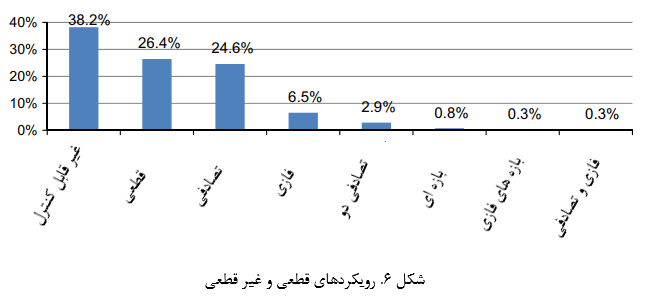 40%
38.2%
30%
26.4%
24.6%
20%
10%
6.5%
2.9%
0.8%
0.3%
0.3%
0%
غیر قابل کنترل
قطعی
تصادفی
فازی
تصادفی دو
بازه ای
بازه های فازی
فازی و تصادفی
شکل ۶. رویکردهای قطعی و غیر قطعی